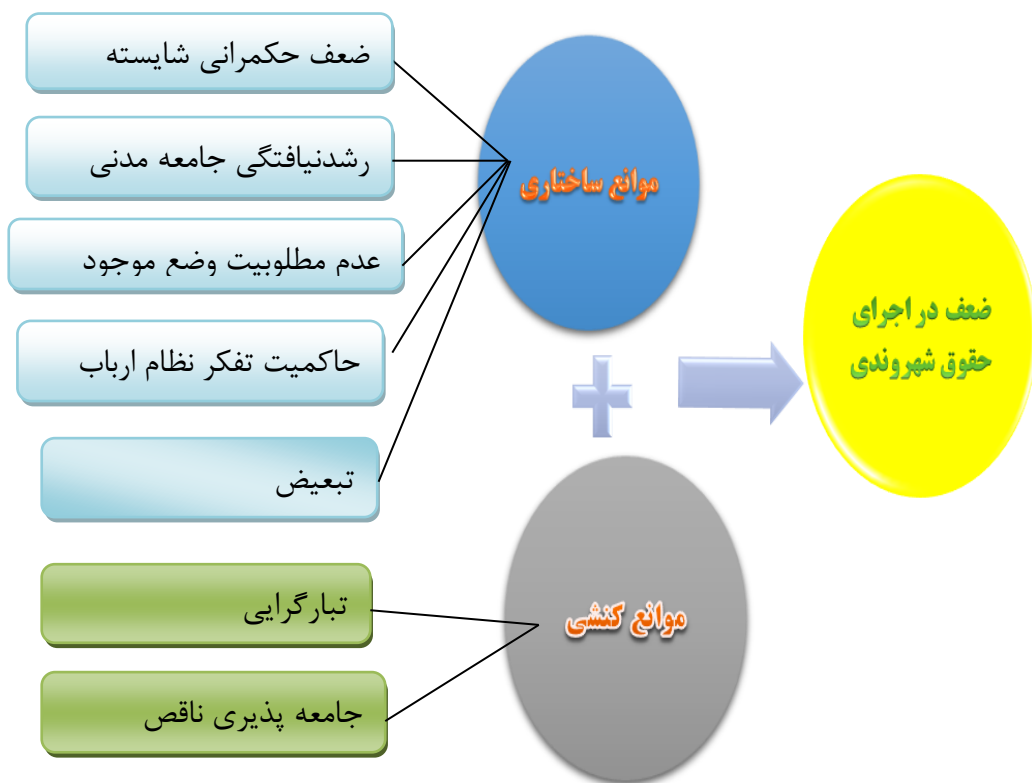 ضعف حکمرانی شایسته
رشدنیافتگی جامعه مدنی
عدم مطلوبیت وضع موجود
حاکمیت تفکر نظام ارباب
تبعیض
تبارگرایی
جامعه پذیری ناقص
موانع ساختاری
موانع کنشی
ضعف در اجرای
حقوق شهروندی